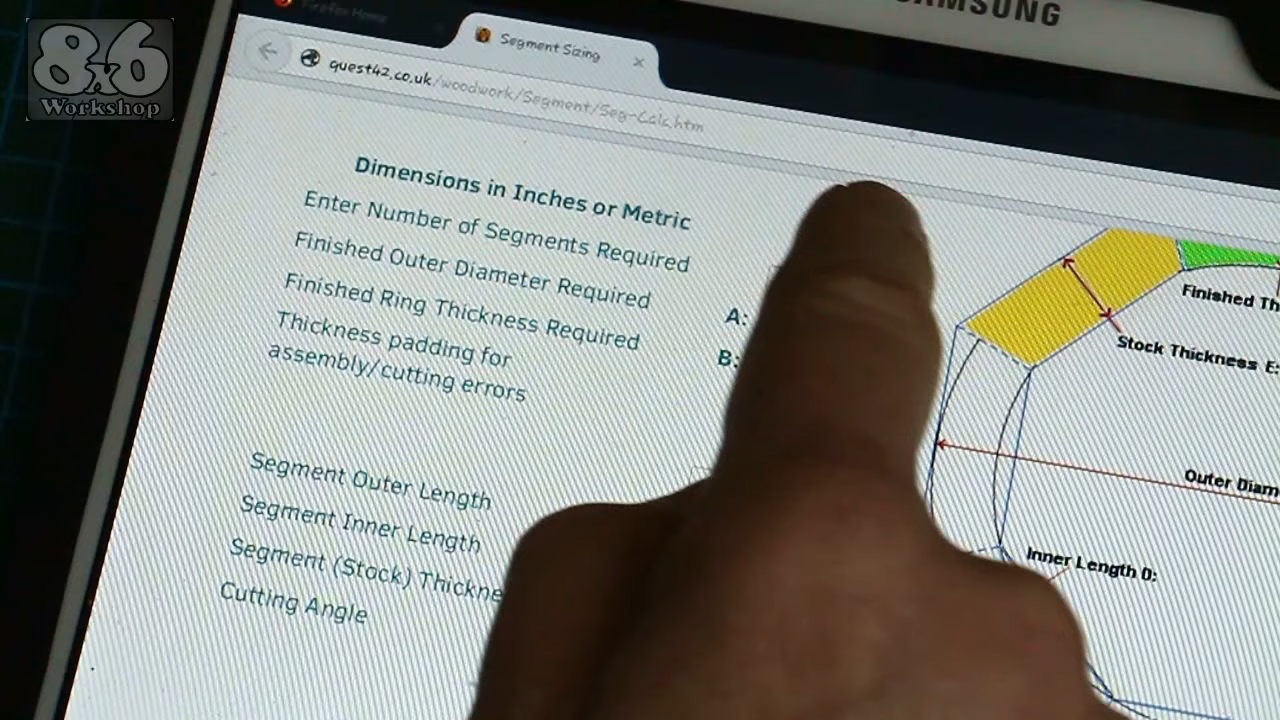 8x6
Workshop
SAMSUNG
Firefox Home
Segment Sizing
quest42.co.uk/woodwork/Segment/Seg-Calc.htm
Dimensions in Inches or Metric
Enter Number of Segments Required
Finished Outer Diameter Required
A:
Finished Ring Thickness Required
B:
Thickness padding for
assembly/cutting errors
Segment Outer Length
Segment Inner Length
Segment (Stock) Thickne
Cutting Angle
Finished Th
Stock Thickness E:
Outer Diam
Inner Length D: